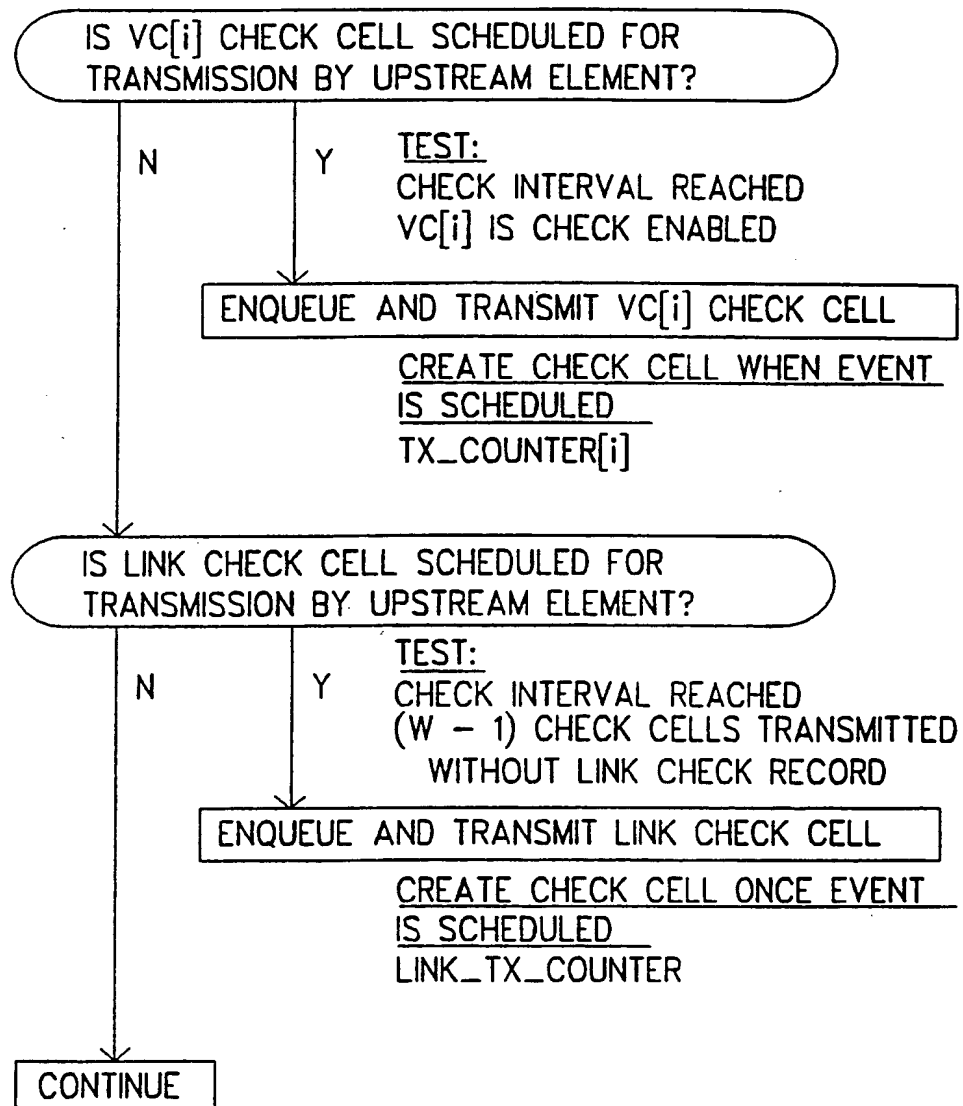 IS VC[i] CHECK CELL SCHEDULED FOR
TRANSMISSION BY UPSTREAM ELEMENT?
N
Y
TEST:
CHECK INTERVAL REACHED
VC[i] IS CHECK ENABLED
ENQUEUE AND TRANSMIT VC[i] CHECK CELL
CREATE CHECK CELL WHEN EVENT
IS SCHEDULED
TX_COUNTER[i]
IS LINK CHECK CELL SCHEDULED FOR
TRANSMISSION BY UPSTREAM ELEMENT?
N
Y
TEST:
CHECK INTERVAL REACHED
(W – 1) CHECK CELLS TRANSMITTED
WITHOUT LINK CHECK RECORD
ENQUEUE AND TRANSMIT LINK CHECK CELL
CREATE CHECK CELL ONCE EVENT
IS SCHEDULED
LINK_TX_COUNTER
CONTINUE